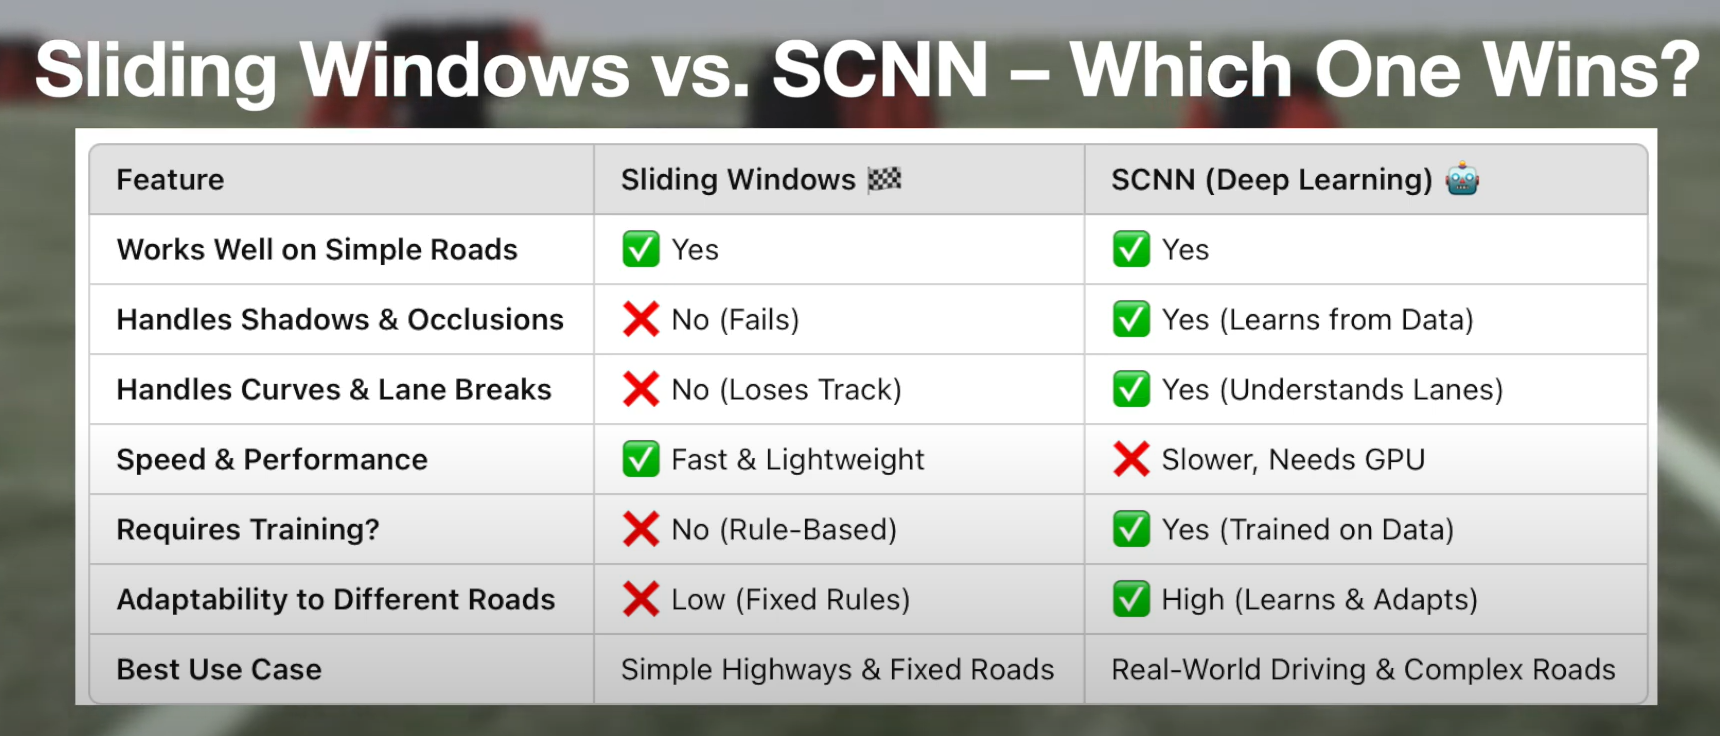 Sliding Windows vs. SCNN – Which One Wins?
Feature Sliding Windows 🏁 SCNN (Deep Learning) 🤖
Works Well on Simple Roads ✅ Yes ✅ Yes
Handles Shadows & Occlusions ❌ No (Fails) ✅ Yes (Learns from Data)
Handles Curves & Lane Breaks ❌ No (Loses Track) ✅ Yes (Understands Lanes)
Speed & Performance ✅ Fast & Lightweight ❌ Slower, Needs GPU
Requires Training? ❌ No (Rule-Based) ✅ Yes (Trained on Data)
Adaptability to Different Roads ❌ Low (Fixed Rules) ✅ High (Learns & Adapts)
Best Use Case Simple Highways & Fixed Roads Real-World Driving & Complex Roads